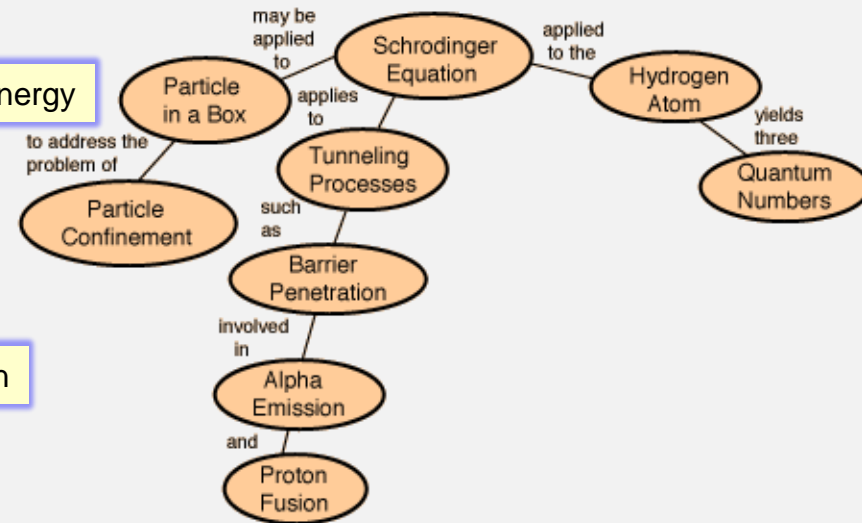 may be
applied
to
Schrodinger
Equation
applied
to the
Hydrogen
Atom
yields
three
Quantum
Numbers
Particle
in a Box
applies
to
to address the
problem of
Particle
Confinement
Tunneling
Processes
such
as
Barrier
Penetration
involved
in
Alpha
Emission
and
Proton
Fusion